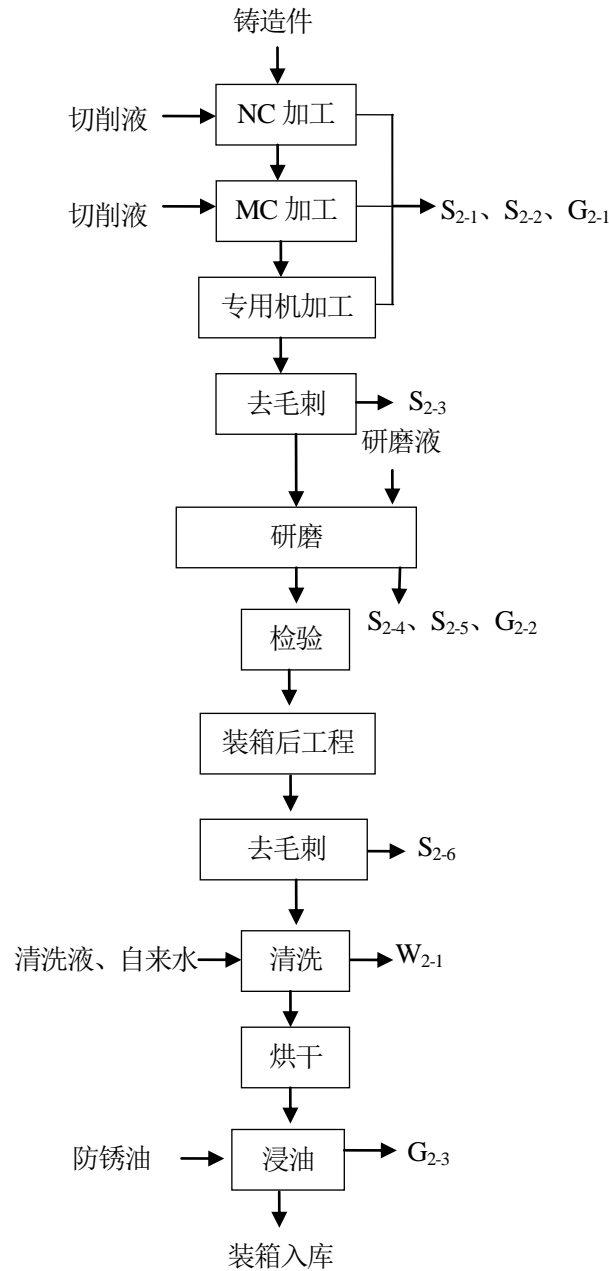 铸造件
切削液
NC 加工
切削液
MC 加工
S2-1、S2-2、G2-1
专用机加工
去毛刺
S2-3
研磨液
研磨
S2-4、S2-5、G2-2
检验
装箱后工程
去毛刺
S2-6
清洗液、自来水
清洗
W2-1
烘干
防锈油
浸油
G2-3
装箱入库